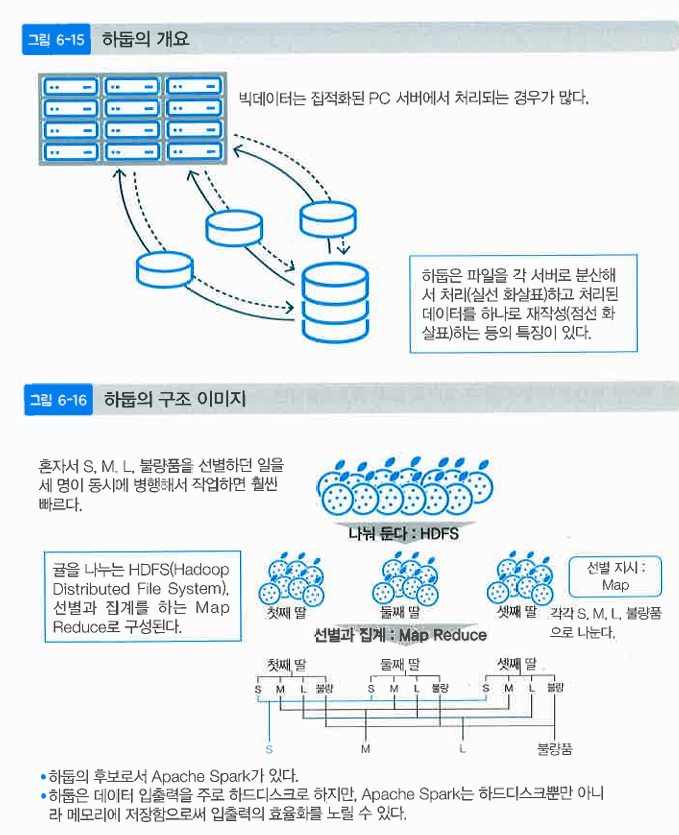 그림 6-15 하둡의 개요
빅데이터는 집적화된 PC 서버에서 처리되는 경우가 많다.
하둡은 파일을 각 서버로 분산해
서 처리(실선 화살표)하고 처리된
데이터를 하나로 재작성(점선 화
살표)하는 등의 특징이 있다.
그림 6-16 하둡의 구조 이미지
혼자서 S, M, L, 불량품을 선별하던 일을
세 명이 동시에 병행해서 작업하면 훨씬
빠르다.
나눠 둔다 : HDFS
귤을 나누는 HDFS(Hadoop
Distributed File System),
선별과 집계를 하는 Map
Reduce로 구성된다.
선별 지시 :
Map
첫째 딸 둘째 딸 셋째 딸
각각 S, M, L, 불량품
으로 나눈다.
선별과 집계 : Map Reduce
첫째 딸 둘째 딸 셋째 딸
S M L 불량 S M L 불량 S M L 불량
S M L 불량품
•하둡의 후보로서 Apache Spark가 있다.
•하둡은 데이터 입출력을 주로 하드디스크로 하지만, Apache Spark는 하드디스크뿐만 아니
라 메모리에 저장함으로써 입출력의 효율화를 노릴 수 있다.